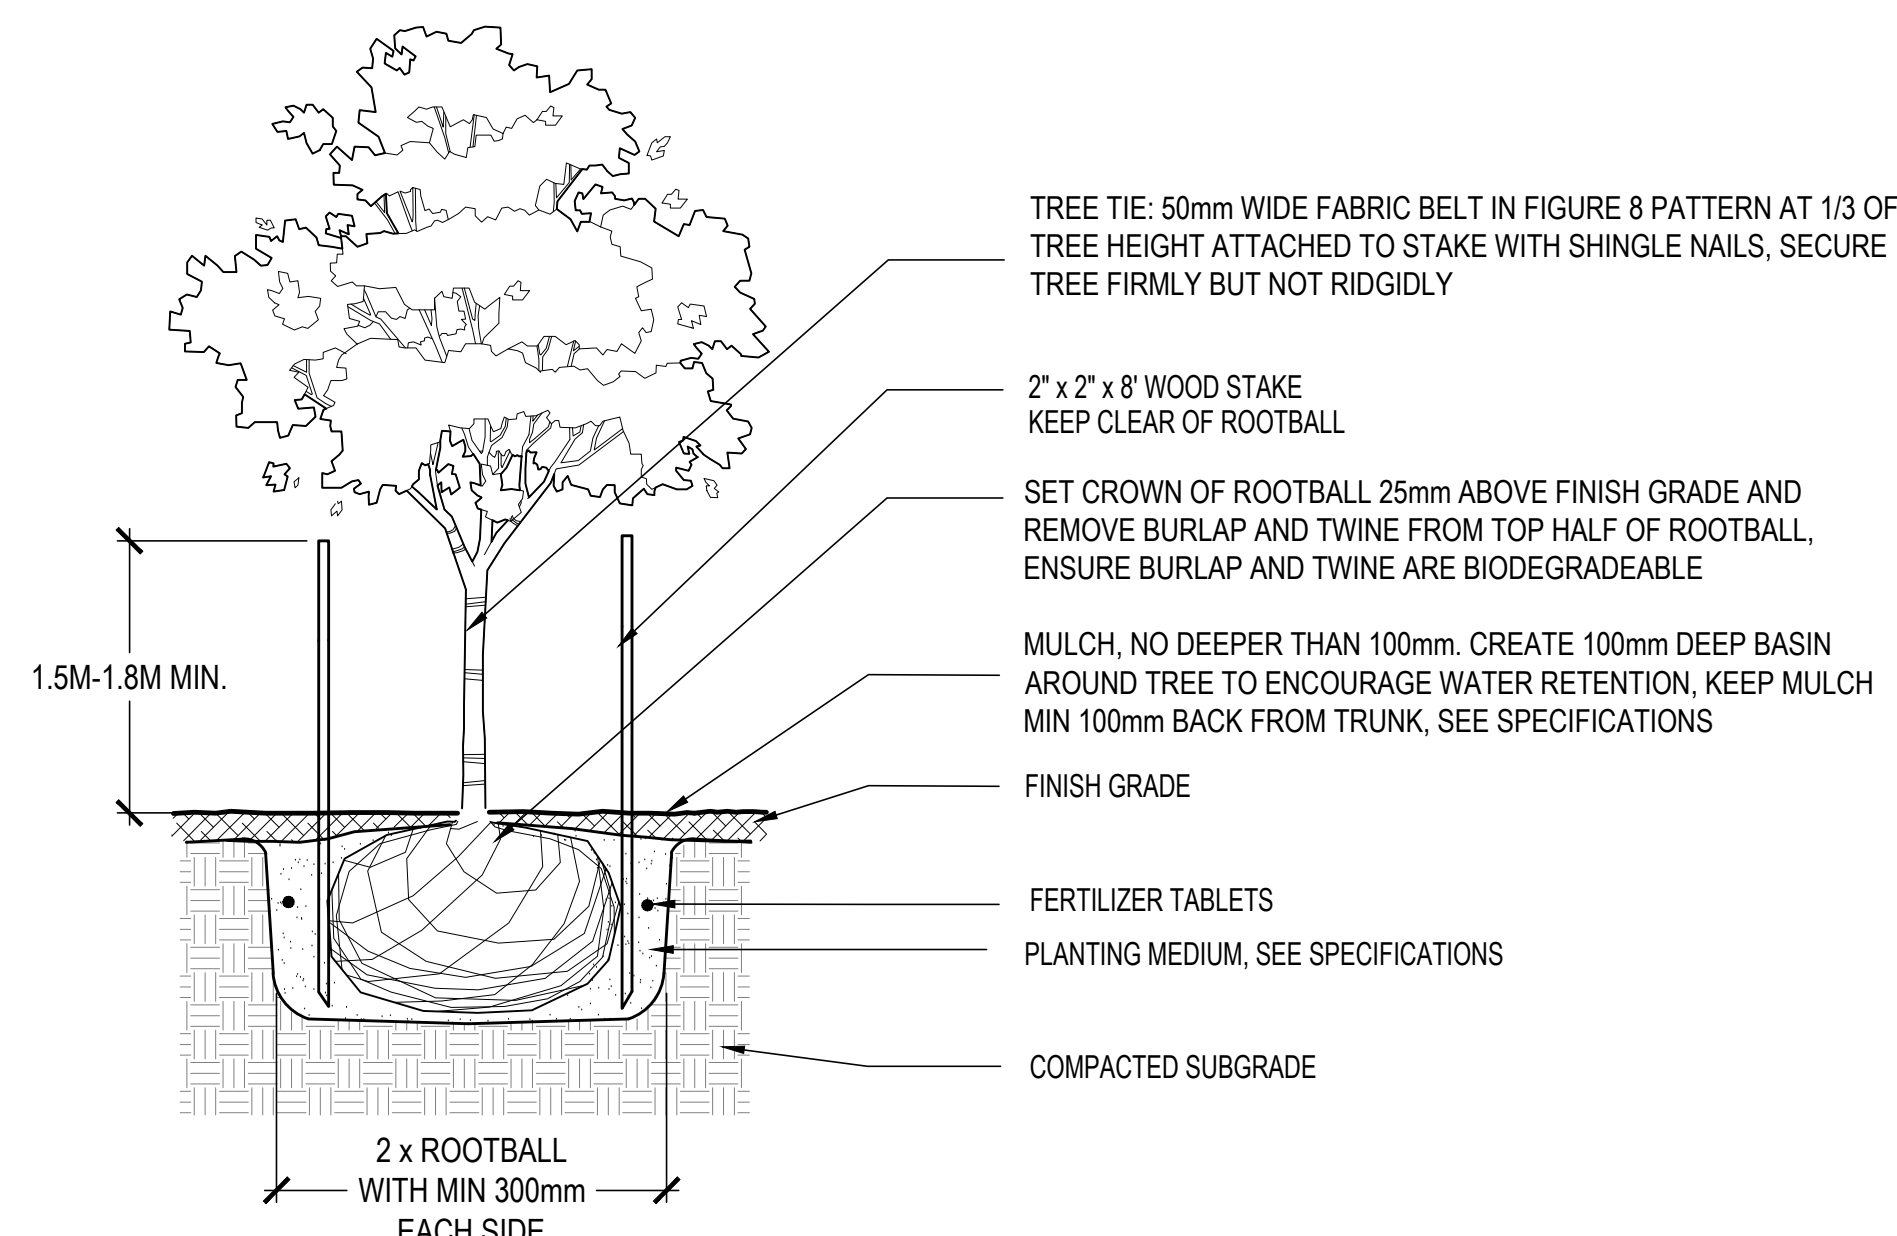 TREE TIE: 50mm WIDE FABRIC BELT IN FIGURE 8 PATTERN AT 1/3 OF
TREE HEIGHT ATTACHED TO STAKE WITH SHINGLE NAILS, SECURE
TREE FIRMLY BUT NOT RIDGIDLY
2" x 2" x 8' WOOD STAKE
KEEP CLEAR OF ROOTBALL
SET CROWN OF ROOTBALL 25mm ABOVE FINISH GRADE AND
REMOVE BURLAP AND TWINE FROM TOP HALF OF ROOTBALL,
ENSURE BURLAP AND TWINE ARE BIODEGRADEABLE
MULCH, NO DEEPER THAN 100mm. CREATE 100mm DEEP BASIN
AROUND TREE TO ENCOURAGE WATER RETENTION, KEEP MULCH
MIN 100mm BACK FROM TRUNK, SEE SPECIFICATIONS
1.5M-1.8M MIN.
FINISH GRADE
FERTILIZER TABLETS
PLANTING MEDIUM, SEE SPECIFICATIONS
COMPACTED SUBGRADE
2 x ROOTBALL
WITH MIN 300mm
EACH SIDE